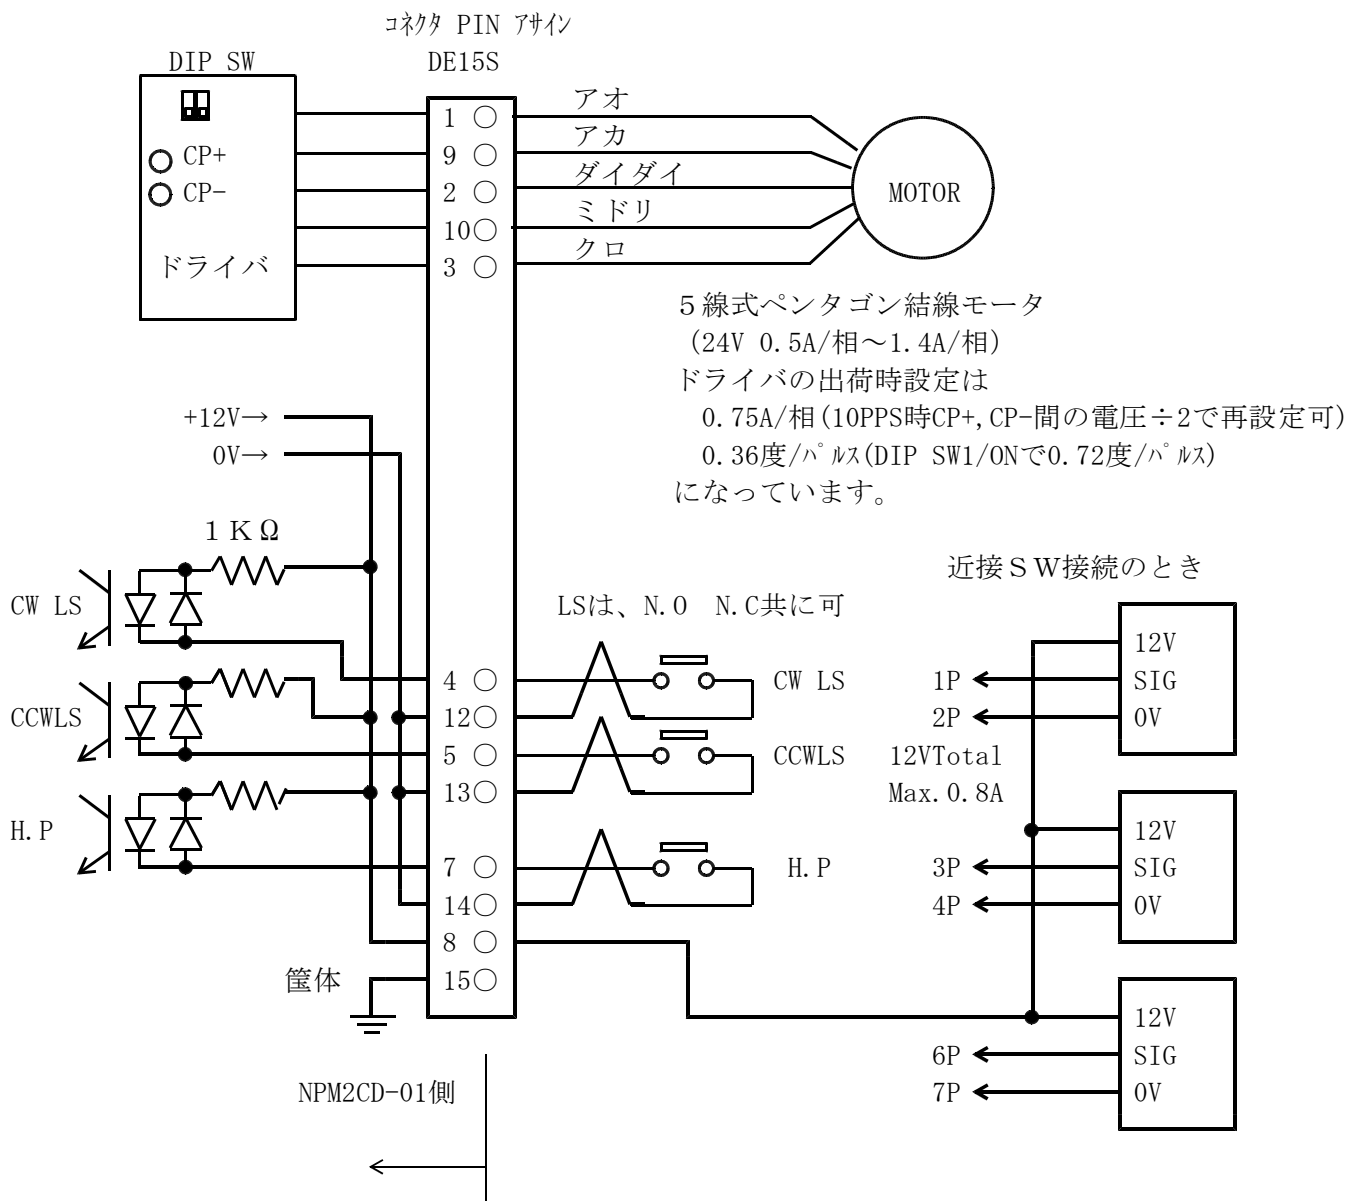 コネクタ PIN アサイン
DIP SW
DE15S
CP+
CP-
ドライバ
1
9
2
10
3
アオ
アカ
ダイダイ
ミドリ
クロ
MOTOR
5線式ペンタゴン結線モータ
(24V 0.5A/相～1.4A/相)
ドライバの出荷時設定は
0.75A/相(10PPS時CP+,CP-間の電圧÷2で再設定可)
0.36度/パルス(DIP SW1/ONで0.72度/パルス)
になっています。
+12V→
0V→
1KΩ
CW LS
CCWLS
H.P
4
12
5
13
7
14
8
15
筐体
LSは、N.O N.C共に可
CW LS
CCWLS
H.P
近接SW接続のとき
12V
1P SIG
2P 0V
12VTotal
Max.0.8A
12V
3P SIG
4P 0V
12V
6P SIG
7P 0V
NPM2CD-01側